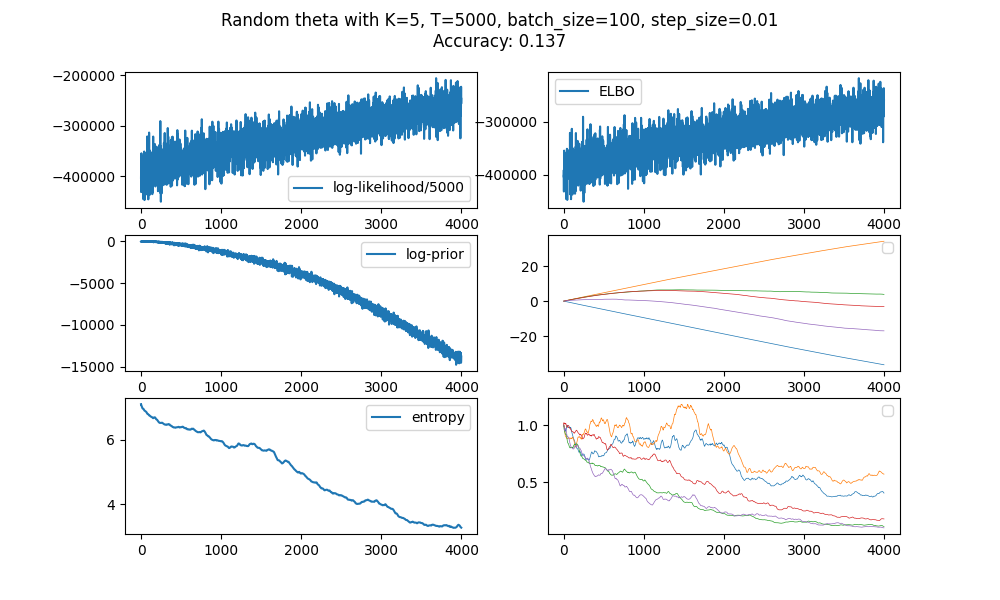 Random theta with K=5, T=5000, batch_size=100, step_size=0.01
Accuracy: 0.137
−200000
−300000
−400000
log-likelihood/5000
0 1000 2000 3000 4000
−300000
−400000
ELBO
0 1000 2000 3000 4000
0
−5000
−10000
−15000
log-prior
0 1000 2000 3000 4000
20
0
−20
0 1000 2000 3000 4000
6
4
entropy
0 1000 2000 3000 4000
1.0
0.5
0 1000 2000 3000 4000